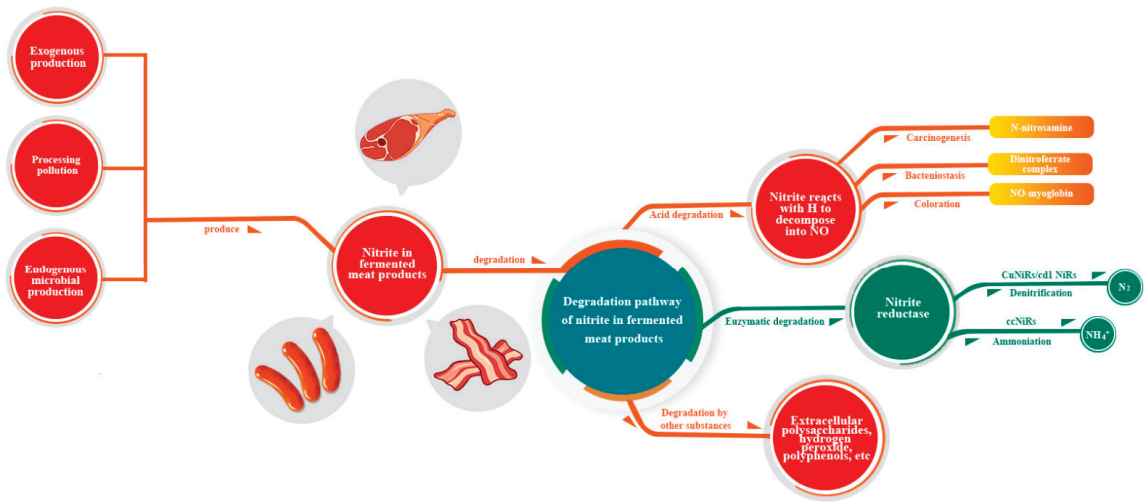 Exogenous
production
Processing
pollution
Endogenous
microbial
production
produce
Nitrite in
fermented
meat products
degradation
Degradation pathway
of nitrite in fermented
meat products
Acid degradation
Nitrite reacts
with H to
decompose
into NO
Carcinogenesis
N-nitrosamine
Bacteniostasis
Dinitroferrate
complex
Coloration
NO-myoglobin
Euzymatic degradation
Nitrite
reductase
CuNiRs/cd1 NiRs
Denitrification
N₂
ccNiRs
Ammoniation
NH₄⁺
Degradation by
other substances
Extracellular
polysaccharides,
hydrogen
peroxide,
polyphenols, etc